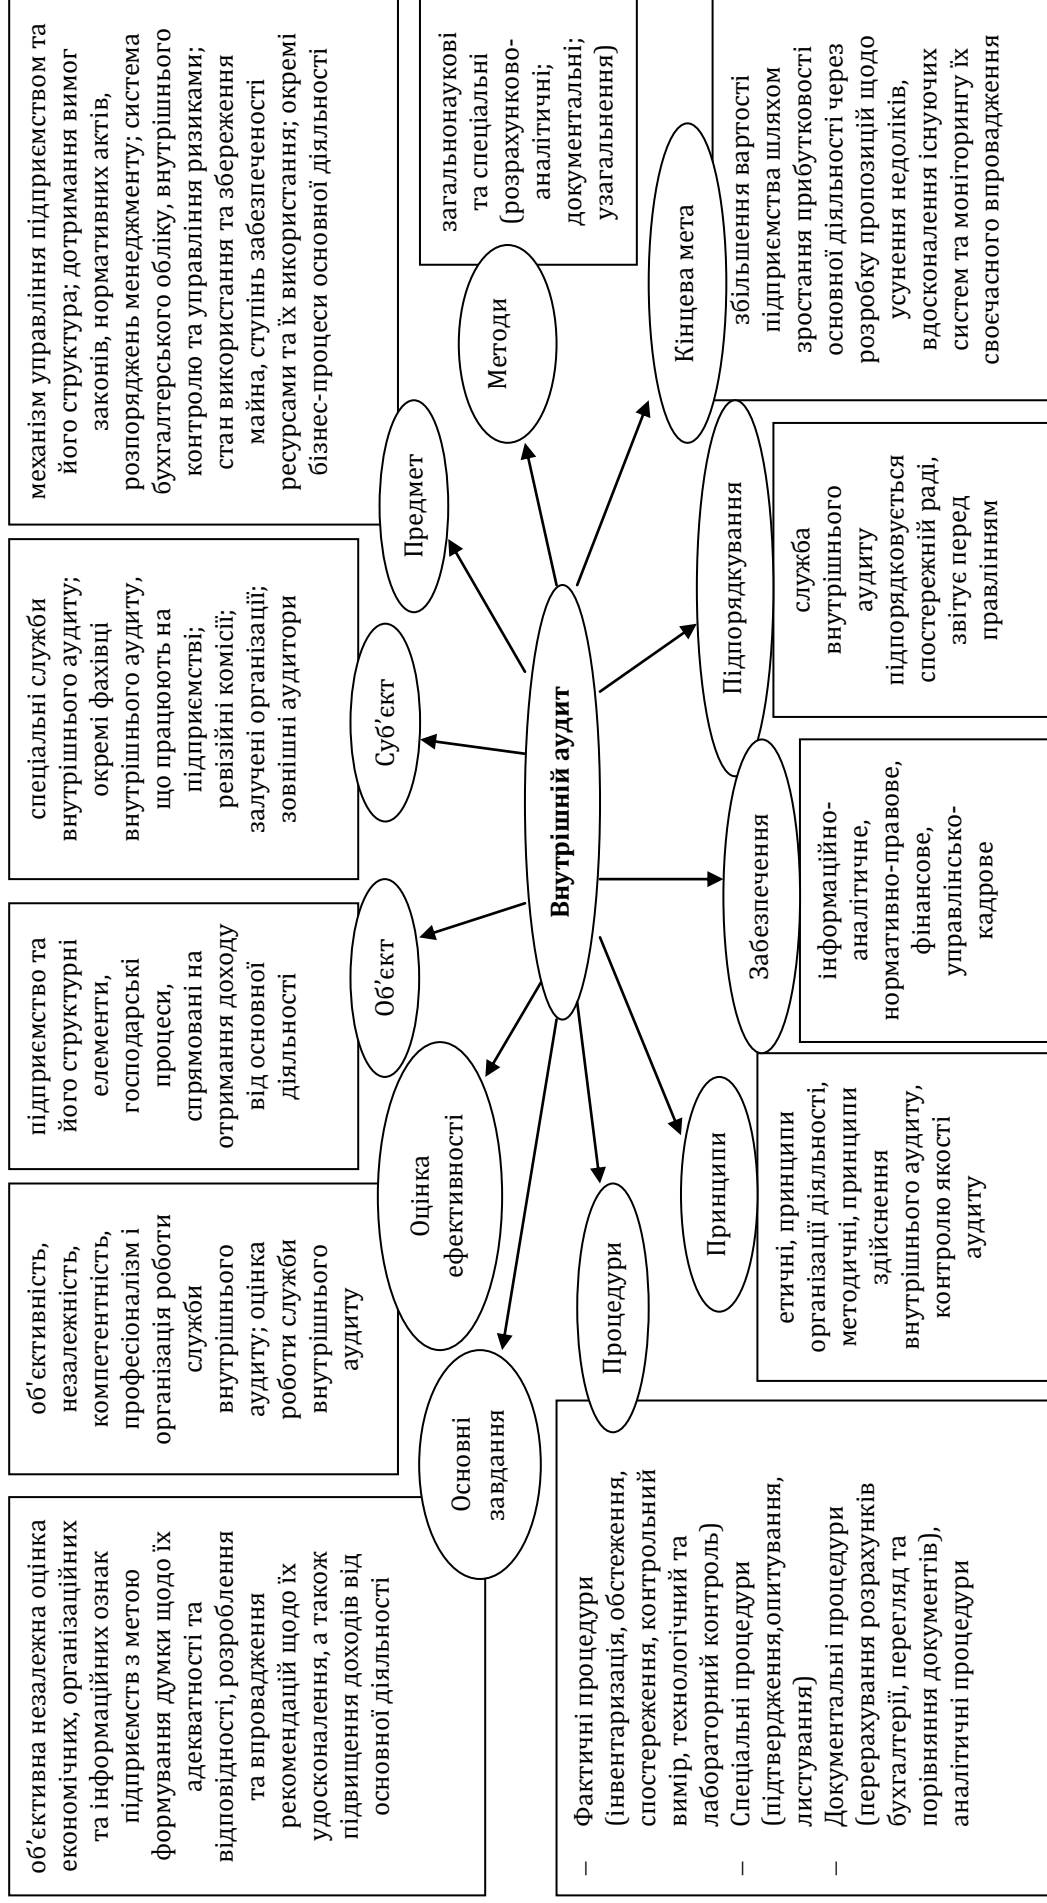 об’єктивна незалежна оцінка
економічних, організаційних
та інформаційних ознак
підприємств з метою
формування думки щодо їх
адекватності та
відповідності, розроблення
та впровадження
рекомендацій щодо їх
удосконалення, а також
підвищення доходів від
основної діяльності
Основні
завдання
об'єктивність,
незалежність,
компетентність,
професіоналізм і
організація роботи
служби
внутрішнього
аудиту; оцінка
роботи служби
внутрішнього
аудиту
Оцінка
ефективності
підприємство та
його структурні
елементи,
господарські
процеси,
спрямовані на
отримання доходу
від основної
діяльності
Об’єкт
спеціальні служби
внутрішнього аудиту;
окремі фахівці
внутрішнього аудиту,
що працюють на
підприємстві;
ревізійні комісії;
залучені організації;
зовнішні аудитори
Суб’єкт
механізм управління підприємством та
його структура; дотримання вимог
законів, нормативних актів,
розпоряджень менеджменту; система
бухгалтерського обліку, внутрішнього
контролю та управління ризиками;
стан використання та збереження
майна, ступінь забезпеченості
ресурсами та їх використання; окремі
бізнес-процеси основної діяльності
Предмет
загальнонаукові
та спеціальні
(розрахунково-
аналітичні;
документальні;
узагальнення)
Методи
Внутрішній аудит
– Фактичні процедури
(інвентаризація, обстеження,
спостереження, контрольний
вимір, технологічний та
лабораторний контроль)
– Спеціальні процедури
(підтвердження,опитування,
листування)
– Документальні процедури
(перерахування розрахунків
бухгалтерії, перегляд та
порівняння документів),
аналітичні процедури
Процедури
Принципи
етичні, принципи
організації діяльності,
методичні, принципи
здійснення
внутрішнього аудиту,
контролю якості
аудиту
Забезпечення
інформаційно-
аналітичне,
нормативно-правове,
фінансове,
управлінсько-
кадрове
Підпорядкування
служба
внутрішнього
аудиту
підпорядковується
спостережній раді,
звітує перед
правлінням
Кінцева мета
збільшення вартості
підприємства шляхом
зростання прибутковості
основної діяльності через
розробку пропозицій щодо
усунення недоліків,
вдосконалення існуючих
систем та моніторингу їх
своєчасного впровадження